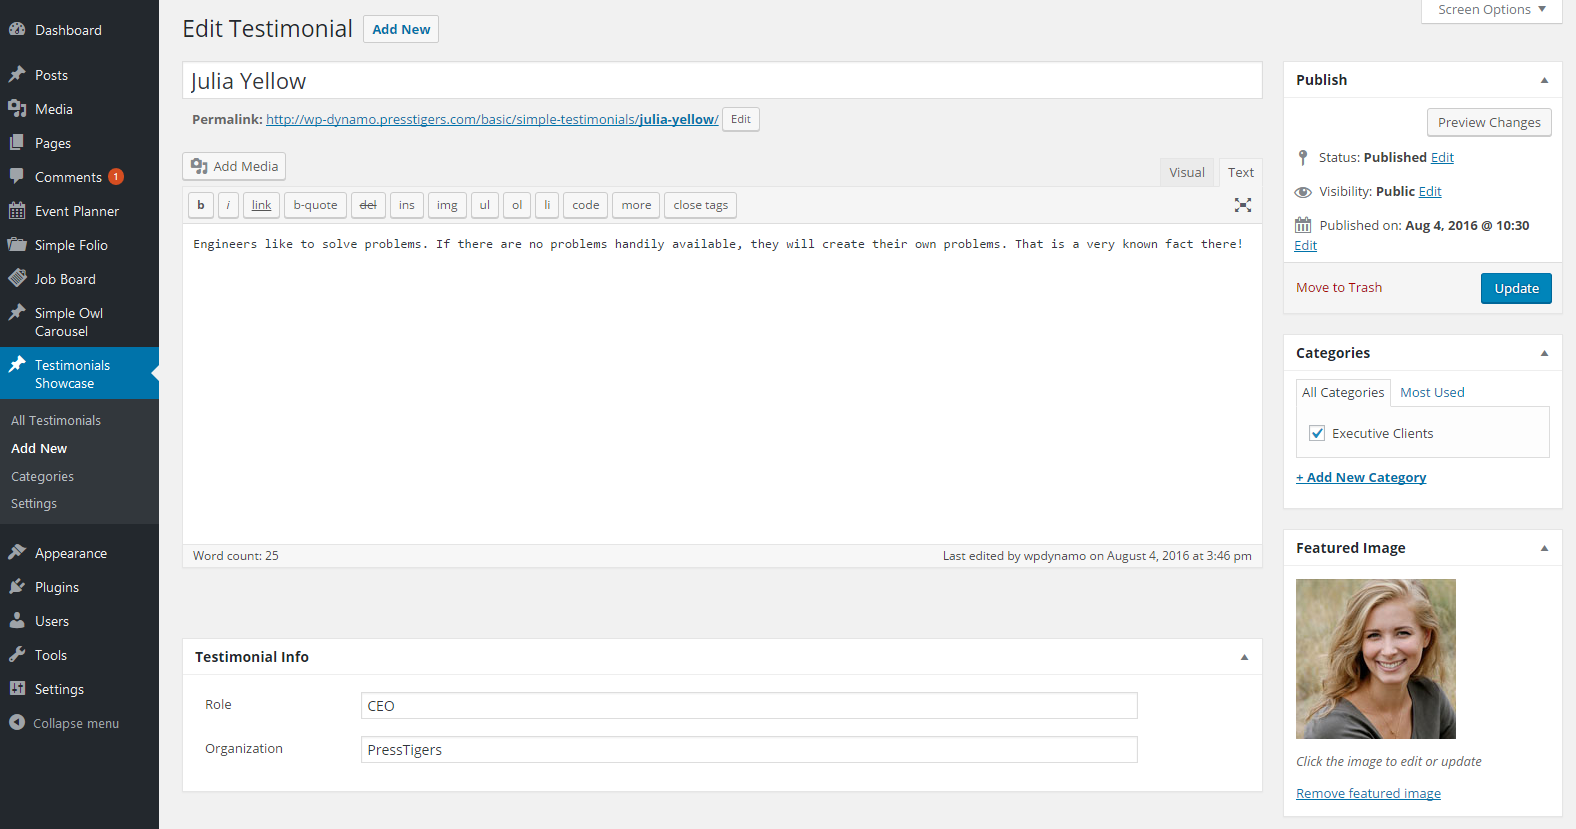 Dashboard
Posts
Media
Pages
Comments 1
Event Planner
Simple Folio
Job Board
Simple Owl
Carousel
Testimonials
Showcase
All Testimonials
Add New
Categories
Settings
Appearance
Plugins
Users
Tools
Settings
Collapse menu
Screen Options
Edit Testimonial Add New
Julia Yellow
Permalink: http://wp-dynamo.presstigers.com/basic/simple-testimonials/julia-yellow/ Edit
Add Media
Visual Text
b i link b-quote del ins img ul ol li code more close tags
Engineers like to solve problems. If there are no problems handily available, they will create their own problems. That is a very known fact there!
Word count: 25 Last edited by wpdynamo on August 4, 2016 at 3:46 pm
Testimonial Info
Role CEO
Organization PressTigers
Publish
Preview Changes
Status: Published Edit
Visibility: Public Edit
Published on: Aug 4, 2016 @ 10:30
Edit
Move to Trash Update
Categories
All Categories Most Used
Executive Clients
+ Add New Category
Featured Image
Click the image to edit or update
Remove featured image